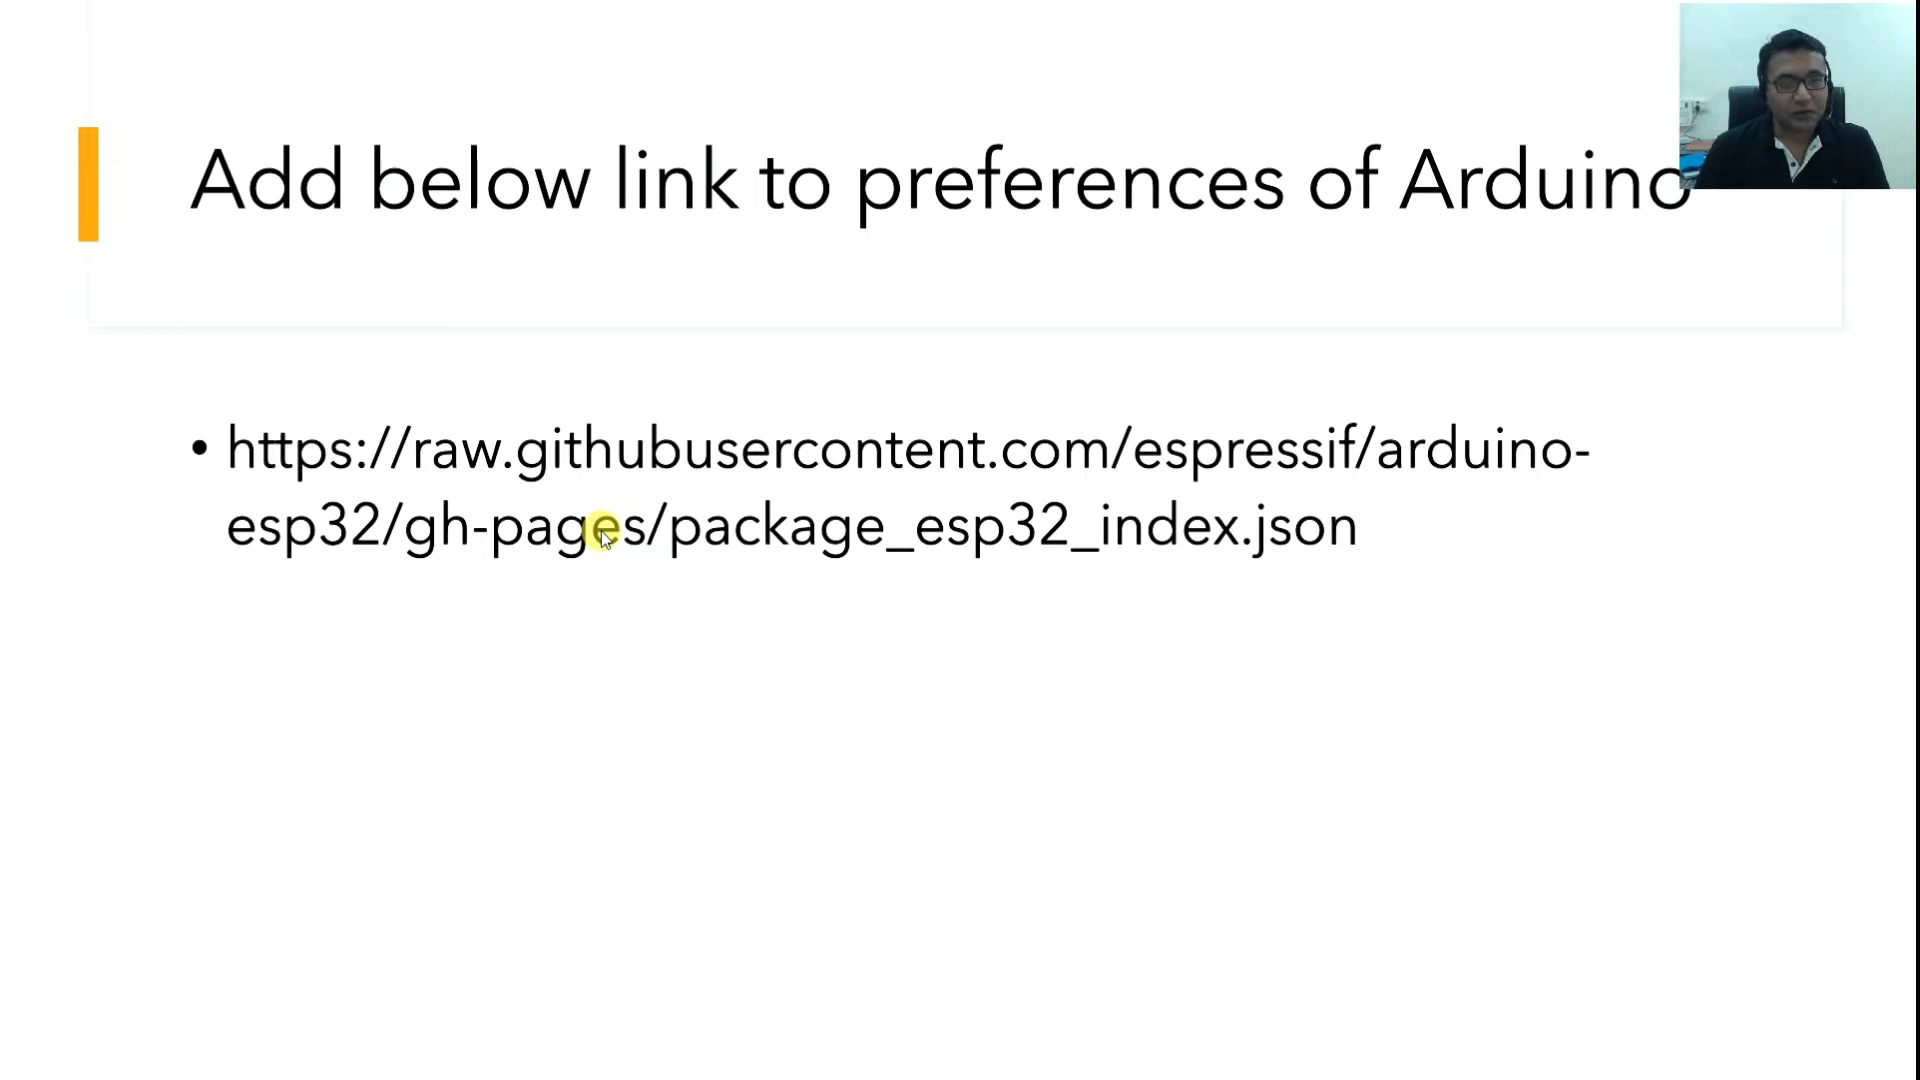 Add below link to preferences of Arduino
• https://raw.githubusercontent.com/espressif/arduino-
esp32/gh-pages/package_esp32_index.json